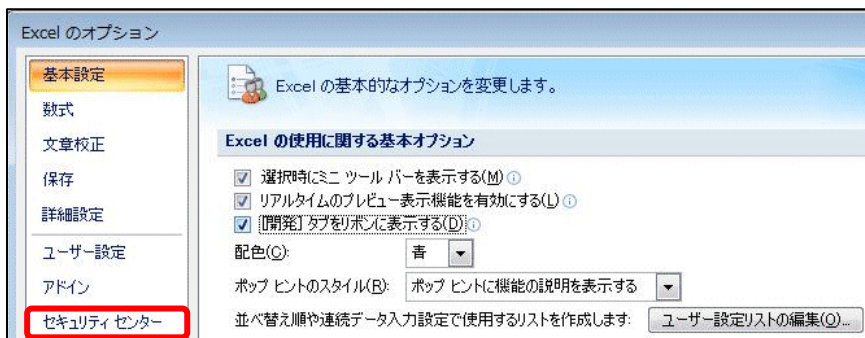 Excel のオプション
基本設定
数式
文章校正
保存
詳細設定
ユーザー設定
アドイン
セキュリティ センター
Excel の基本的なオプションを変更します。
Excel の使用に関する基本オプション
選択時にミニ ツール バーを表示する(M)
リアルタイムのプレビュー表示機能を有効にする(L)
[開発] タブをリボンに表示する(D)
配色(C): 青
ポップ ヒントのスタイル(R): ポップ ヒントに機能の説明を表示する
並べ替え順や連続データ入力設定で使用するリストを作成します: ユーザー設定リストの編集(O)...